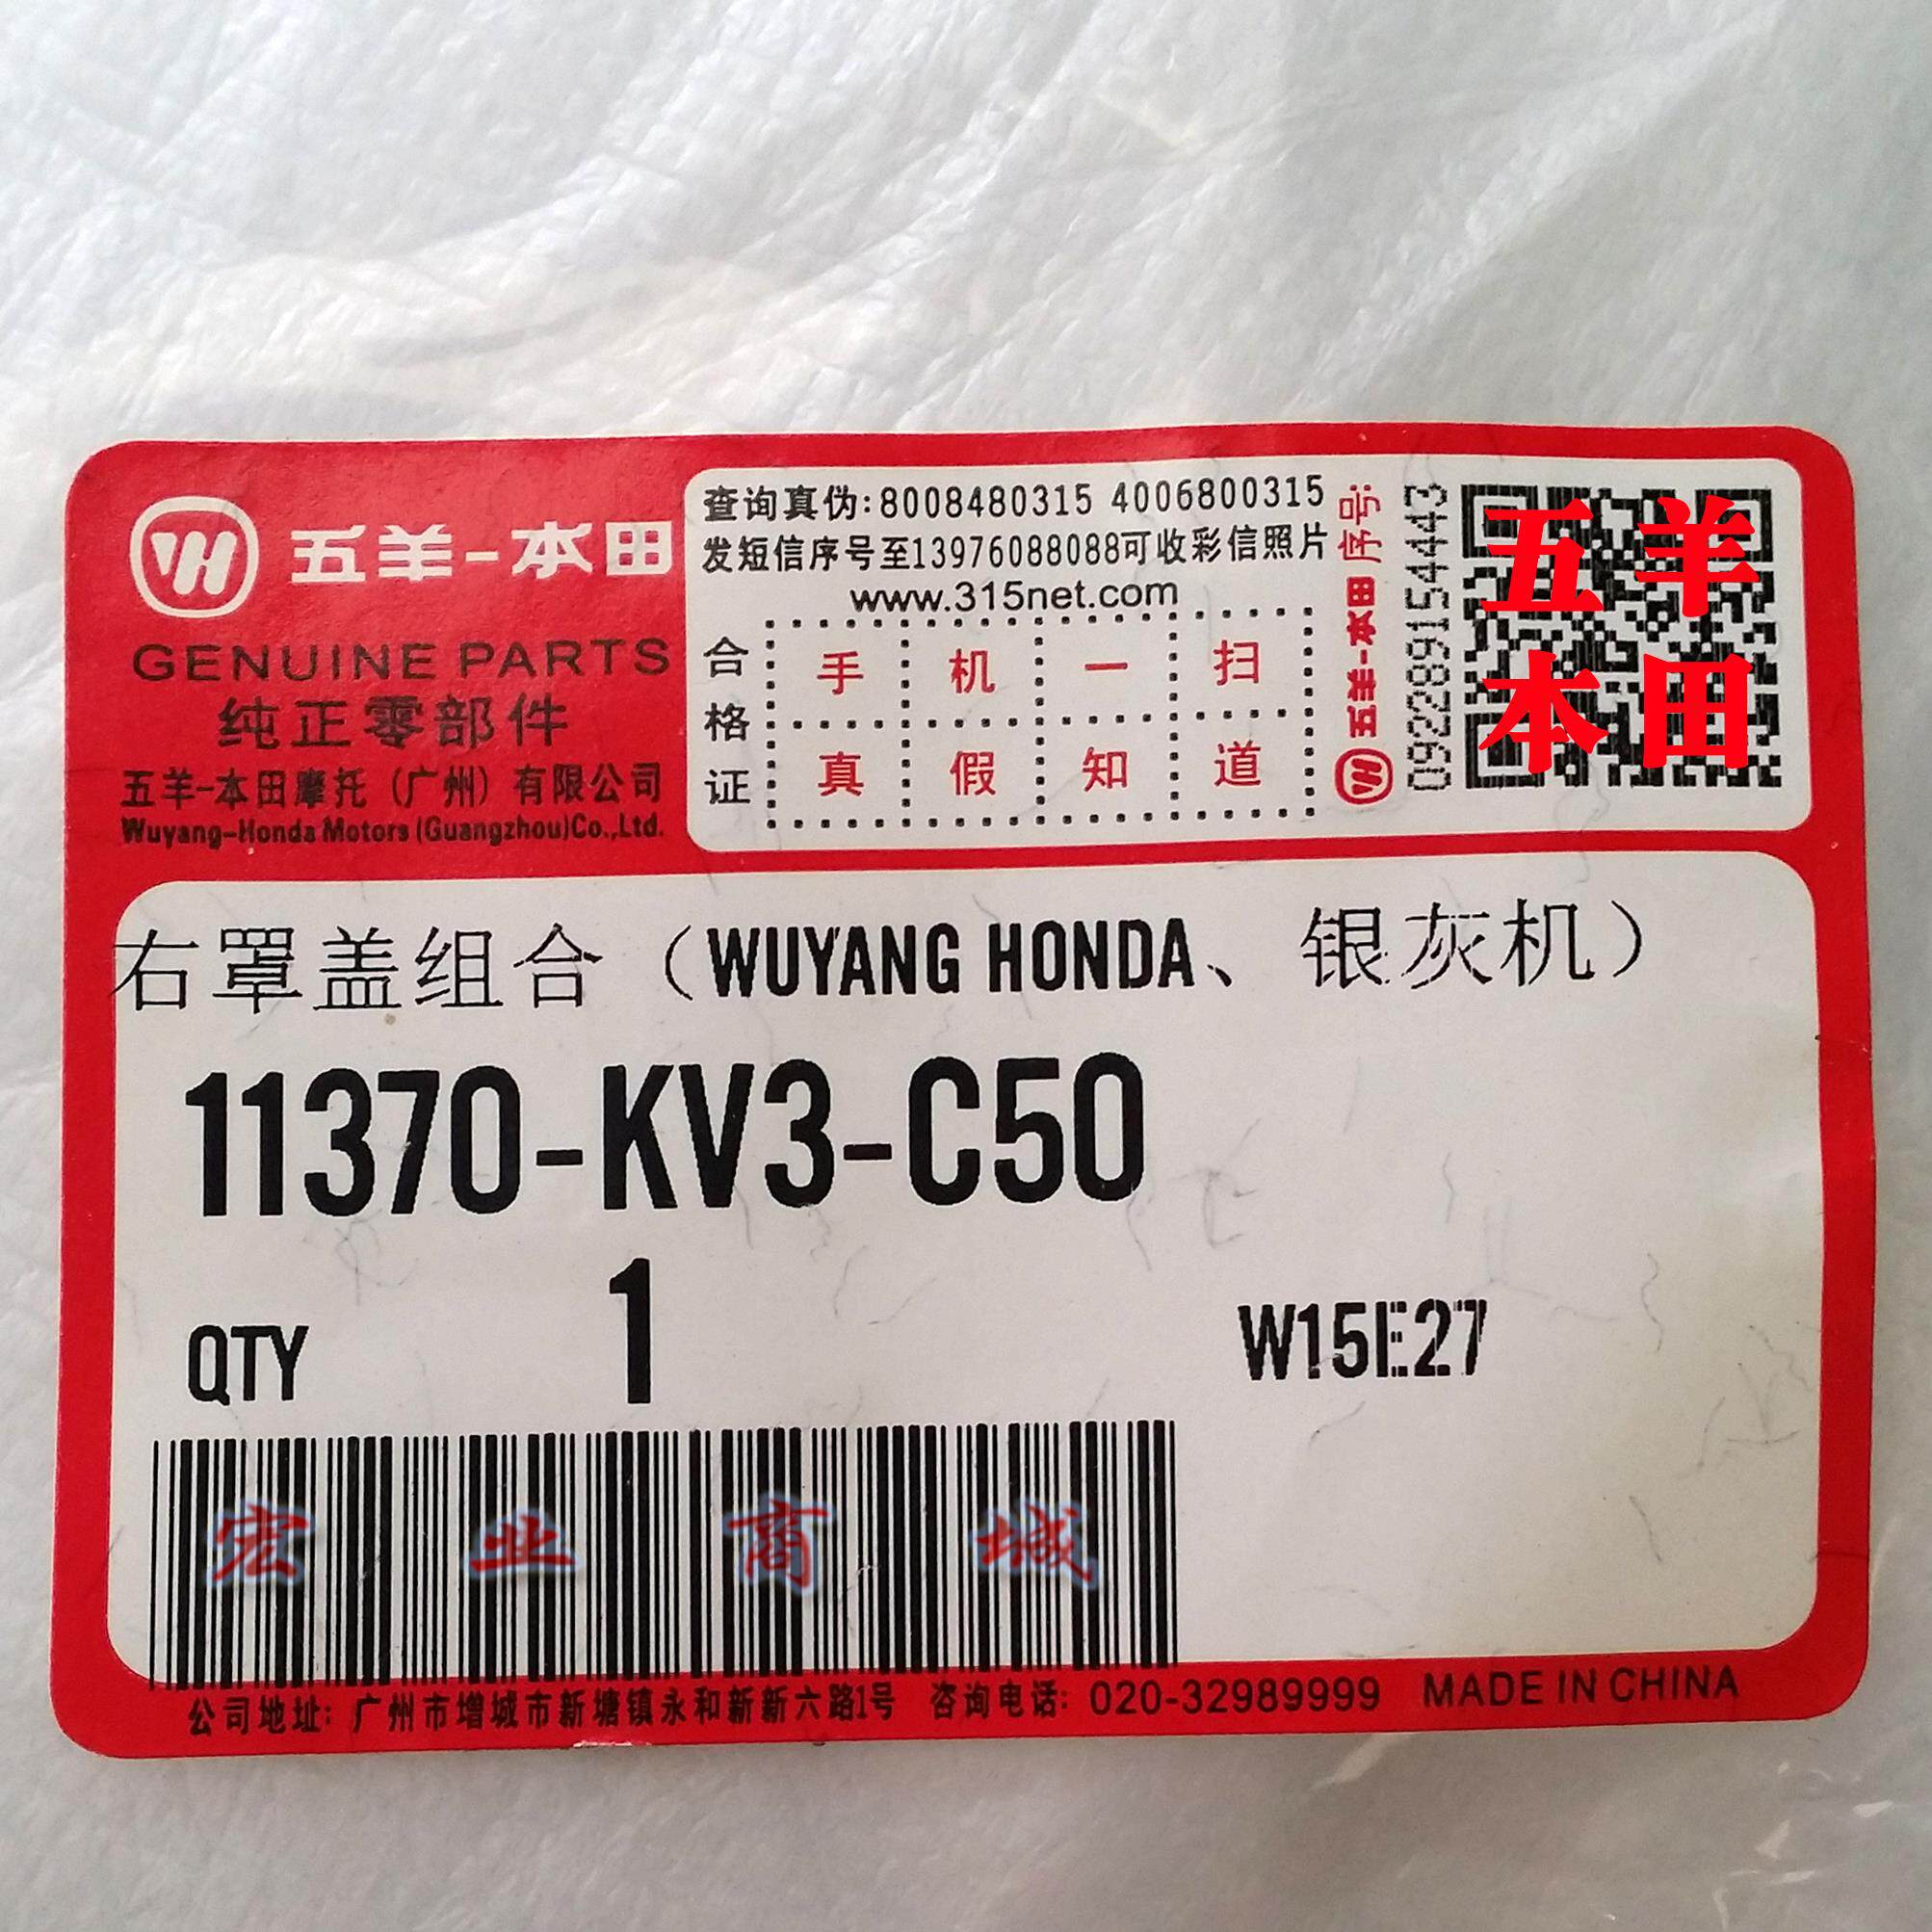 五羊-本田
GENUINE PARTS
纯正零部件
五羊-本田摩托（广州）有限公司
Wuyang-Honda Motors (Guangzhou)Co.,Ltd.
查询真伪:8008480315 4006800315
发短信序号至13976088088可收彩信照片
www.315net.com
合格证
手机一扫
真假知道
五羊-本田 序号:
0922891544443
五羊
本田
右罩盖组合（WUYANG HONDA、银灰机）
11370-KV3-C50
QTY 1 W15E27
宏业商城
公司地址: 广州市增城市新塘镇永和新新六路1号 咨询电话: 020-32989999 MADE IN CHINA